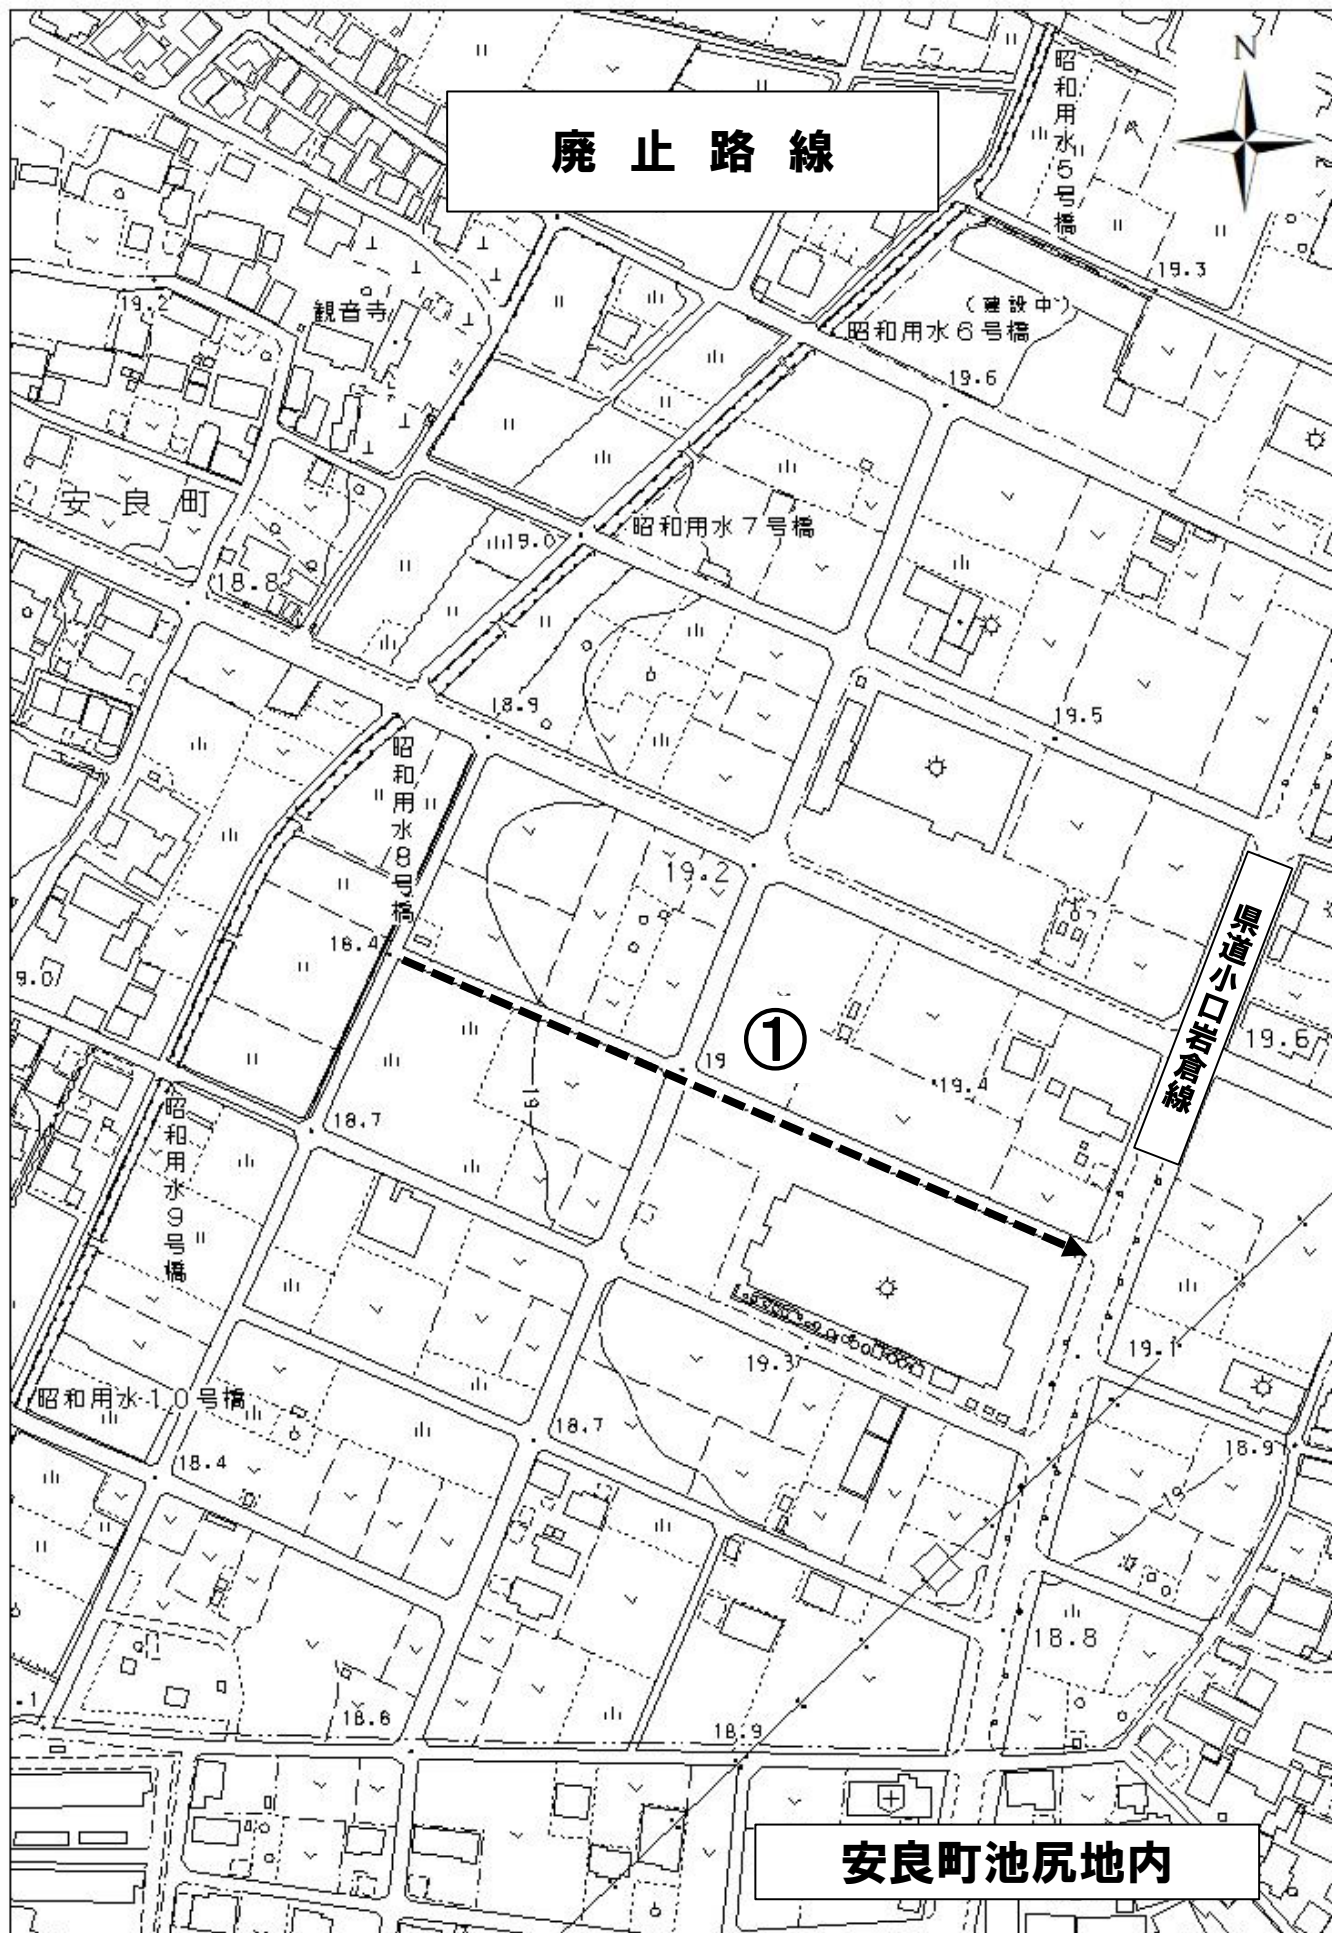 N
昭和用水5号橋
廃止路線
19.3
(建設中)
昭和用水6号橋
19.2
観音寺
19.6
安良町
昭和用水7号橋
19.0
18.8
18.9
19.5
昭和用水8号橋
19.2
県道小口岩倉線
18.4
9.0
①
19
19.6
19.4
19
昭和用水9号橋
18.7
19.1
19.3
昭和用水10号橋
18.7
18.9
18.4
19
18.8
.1
18.6
18.9
安良町池尻地内